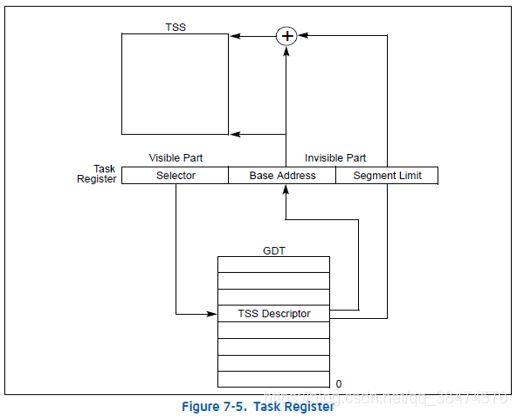 TSS
+
Visible Part
Invisible Part
Task
Register
Selector
Base Address
Segment Limit
GDT
TSS Descriptor
0
https://blog.csdn.net/qq_38474570
Figure 7-5. Task Register